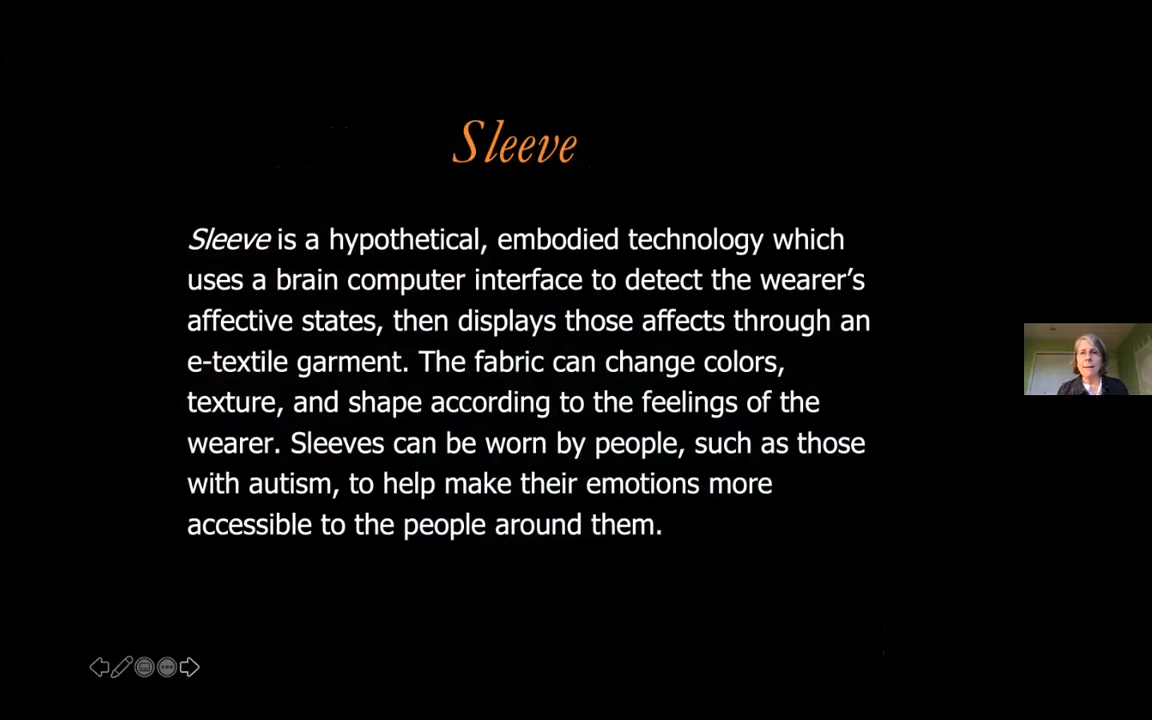 Sleeve
Sleeve is a hypothetical, embodied technology which
uses a brain computer interface to detect the wearer’s
affective states, then displays those affects through an
e-textile garment. The fabric can change colors,
texture, and shape according to the feelings of the
wearer. Sleeves can be worn by people, such as those
with autism, to help make their emotions more
accessible to the people around them.